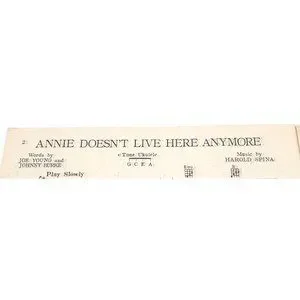 2 ANNIE DOESN'T LIVE HERE ANYMORE
Words by
JOE YOUNG and
JOHNNY BURKE
Tune Ukulele
G. C. E. A.
Music by
HAROLD SPINA
Play Slowly